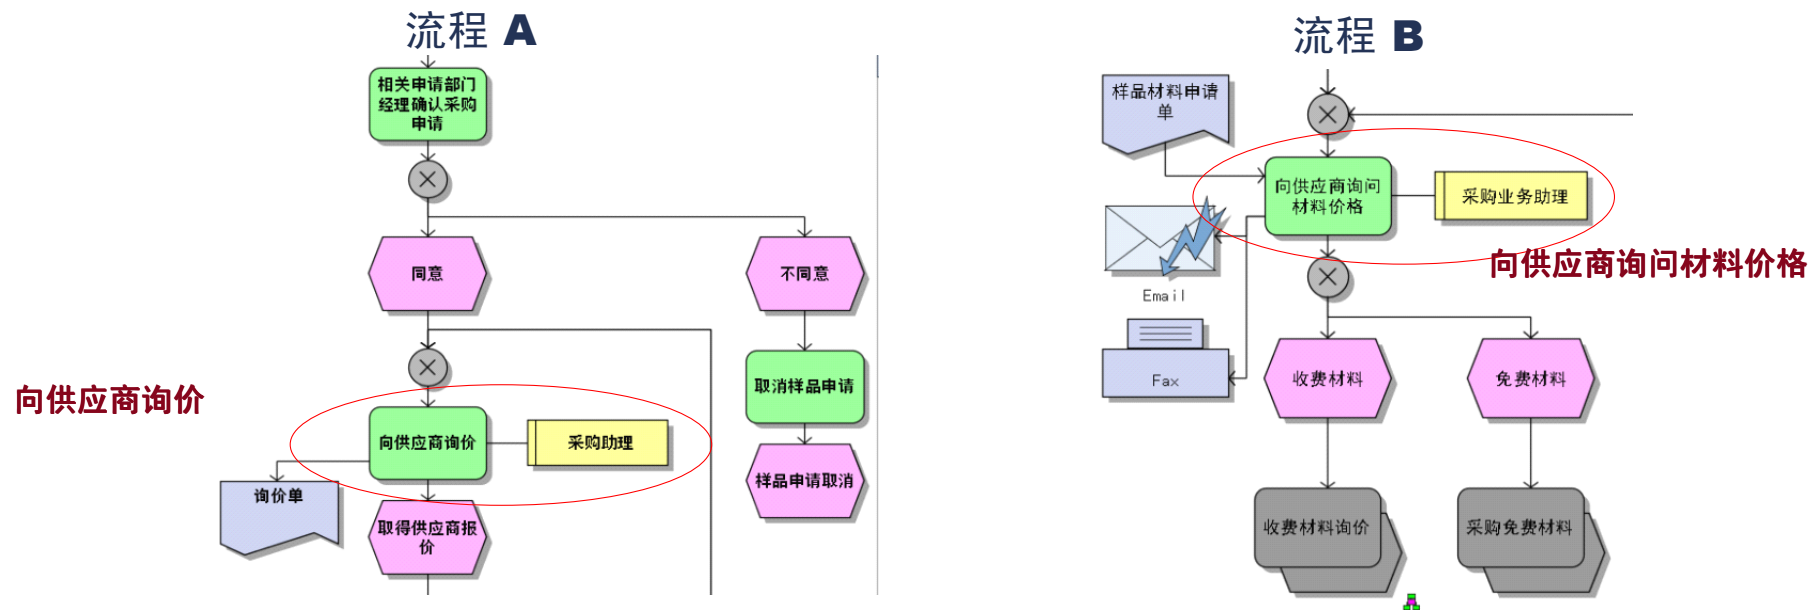 流程 A
相关申请部门
经理确认采购
申请
同意
不同意
取消样品申请
向供应商询价
向供应商询价
采购助理
样品申请取消
询价单
取得供应商报
价
流程 B
样品材料申请
单
向供应商询问
材料价格
采购业务助理
向供应商询问材料价格
Email
Fax
收费材料
免费材料
收费材料询价
采购免费材料